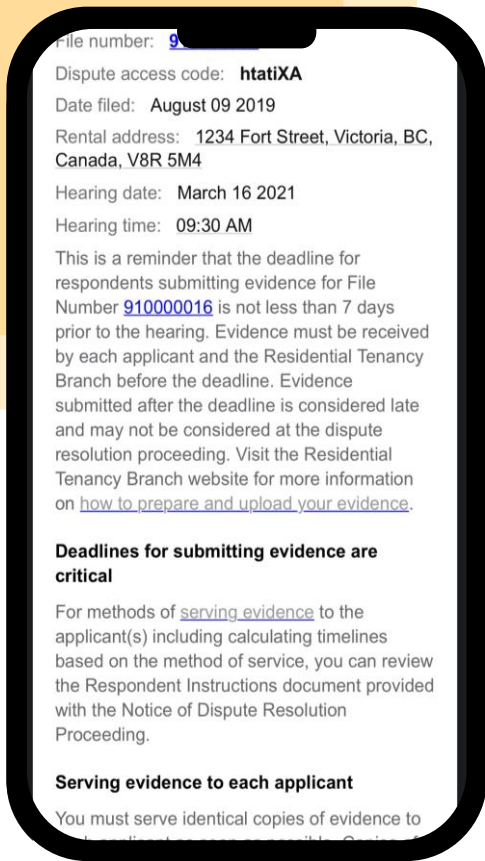 File number: 9
Dispute access code: htatiXA
Date filed: August 09 2019
Rental address: 1234 Fort Street, Victoria, BC,
Canada, V8R 5M4
Hearing date: March 16 2021
Hearing time: 09:30 AM
This is a reminder that the deadline for
respondents submitting evidence for File
Number 910000016 is not less than 7 days
prior to the hearing. Evidence must be received
by each applicant and the Residential Tenancy
Branch before the deadline. Evidence
submitted after the deadline is considered late
and may not be considered at the dispute
resolution proceeding. Visit the Residential
Tenancy Branch website for more information
on how to prepare and upload your evidence.
Deadlines for submitting evidence are
critical
For methods of serving evidence to the
applicant(s) including calculating timelines
based on the method of service, you can review
the Respondent Instructions document provided
with the Notice of Dispute Resolution
Proceeding.
Serving evidence to each applicant
You must serve identical copies of evidence to